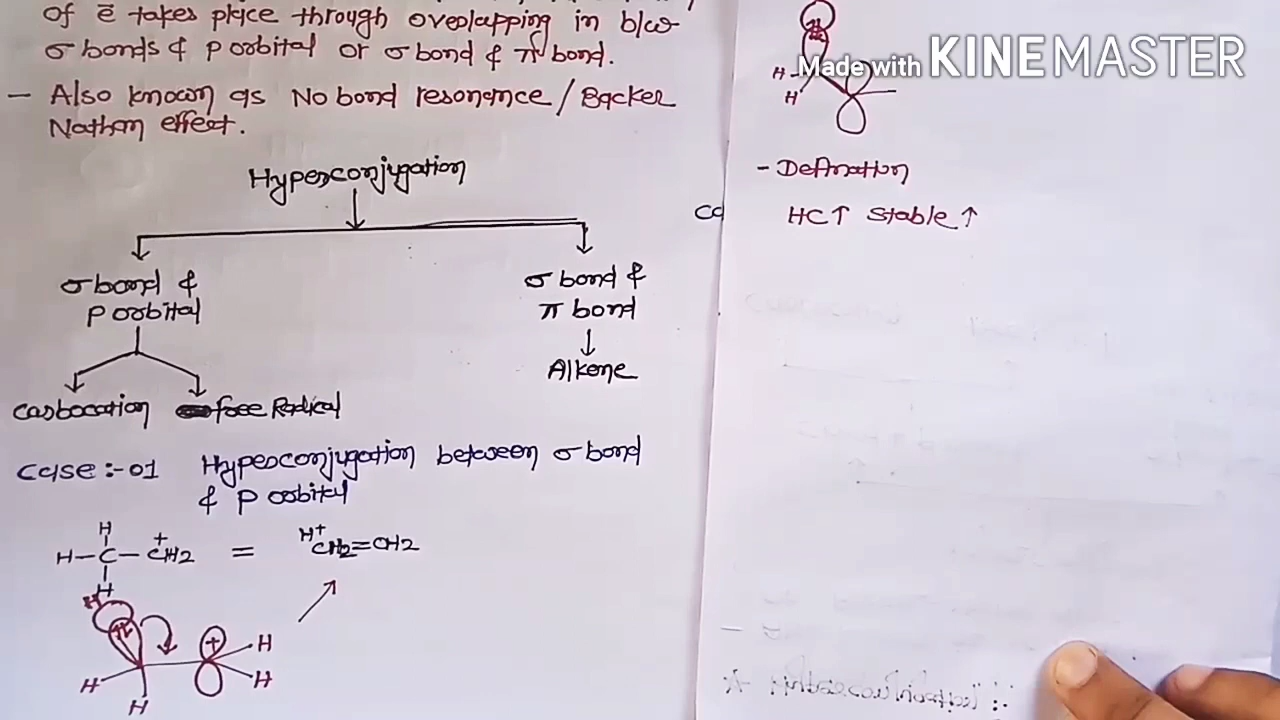 of ē takes place through overlapping in b/w
σ bonds & p orbital or σ bond & π bond.
– Also known as No bond resonance / Backer
Nathan effect.
Hyperconjugation
σ bond &
p orbital
σ bond &
π bond
Alkene
Carbocation free Radical
Case :- 01 Hyperconjugation between σ bond
& p orbital
H
H–C–CH2
+
H
=
H+
CH2=CH2
H
+
H
H
H
H
Made with KINEMASTER
H
H
- Defination
Co
HC↑ Stable↑